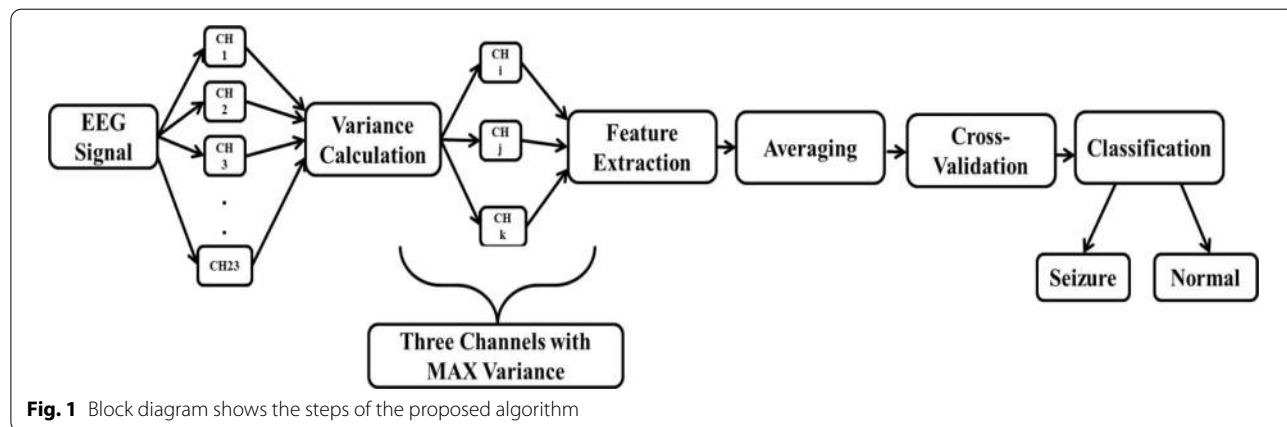 EEG
Signal
CH
1
CH
2
CH
3
.
.
CH23
Variance
Calculation
CH
i
CH
j
CH
k
Three Channels with
MAX Variance
Feature
Extraction
Averaging
Cross-
Validation
Classification
Seizure
Normal
Fig. 1 Block diagram shows the steps of the proposed algorithm